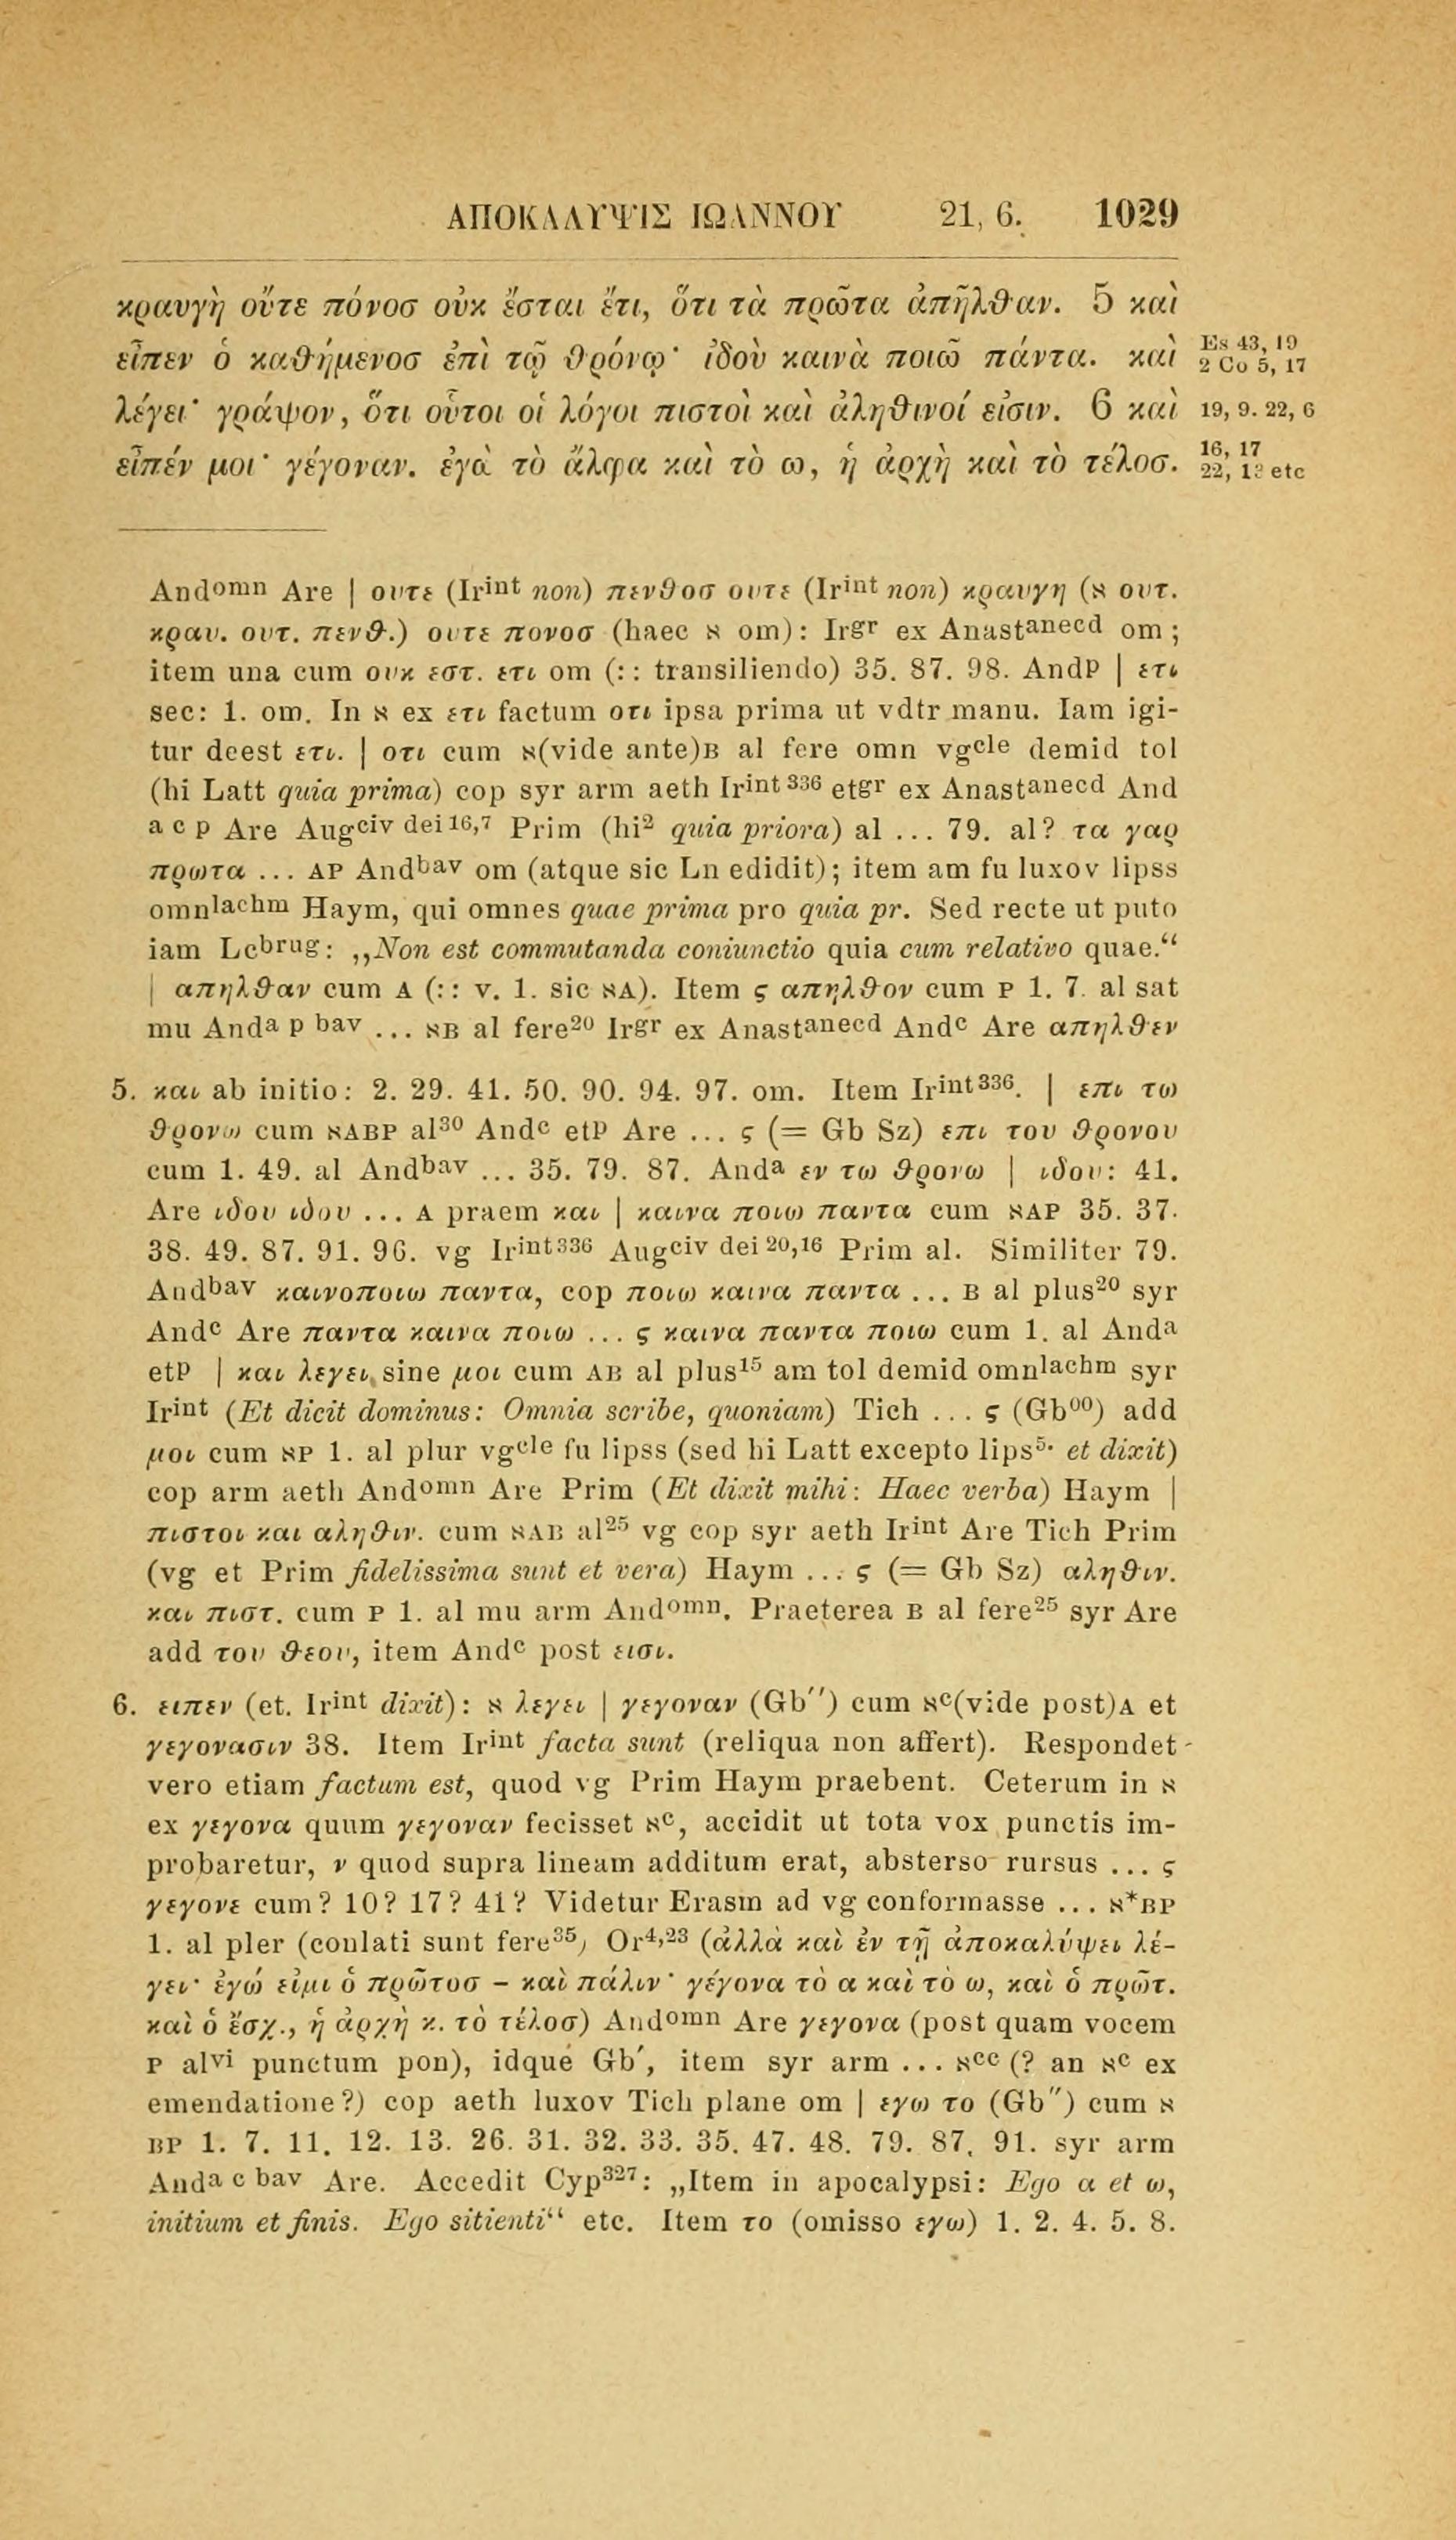 ΑΠΟΚΑΛΥΨΙΣ ΙΩΑΝΝΟΥ 21, 6. 1029
κραυγὴ οὔτε πόνοσ οὐκ ἔσται ἔτι, ὅτι τὰ πρῶτα ἀπῆλθαν. 5 καὶ
εἶπεν ὁ καθήμενοσ ἐπὶ τῷ θρόνῳ· ἰδοὺ καινὰ ποιῶ πάντα. καὶ
Es 43, 19
2 Co 5, 17
λέγει· γράψον, ὅτι οὗτοι οἱ λόγοι πιστοὶ καὶ ἀληθινοί εἰσιν. 6 καὶ
19, 9. 22, 6
εἶπέν μοι· γέγοναν. ἐγὼ τὸ ἄλφα καὶ τὸ ω, ἡ ἀρχὴ καὶ τὸ τέλοσ.
16, 17
22, 13 etc
Andomn Are | ουτε (Irint non) πενθοσ ουτε (Irint non) κραυγη (א ουτ.
κραυ. ουτ. πενθ.) ουτε πονοσ (haec א om): Irgr ex Anastanecd om;
item una cum ουκ εστ. ετι om (:: transiliendo) 35. 87. 98. Andp | ετι
sec: 1. om. In א ex ετι factum οτι ipsa prima ut vdtr manu. Iam igi-
tur deest ετι. | οτι cum א(vide ante)B al fere omn vgcle demid tol
(hi Latt quia prima) cop syr arm aeth Irint 336 etgr ex Anastanecd And
a c p Are Augciv dei 16,7 Prim (hi2 quia priora) al ... 79. al? τα γαρ
πρωτα ... AP Andbav om (atque sic Ln edidit); item am fu luxov lipss
omnlachm Haym, qui omnes quae prima pro quia pr. Sed recte ut puto
iam Lcbrug: „Non est commutanda coniunctio quia cum relativo quae.“
| απηλθαν cum A (:: v. 1. sic אA). Item ς απηλθον cum P 1. 7. al sat
mu Anda p bav ... אB al fere20 Irgr ex Anastanecd Andc Are απηλθεν
5. και ab initio: 2. 29. 41. 50. 90. 94. 97. om. Item Irint336. | επι τω
θρονω cum אABP al30 Andc etp Are ... ς (= Gb Sz) επι του θρονου
cum 1. 49. al Andbav ... 35. 79. 87. Anda εν τω θρονω | ιδου: 41.
Are ιδου ιδου ... A praem και | καινα ποιω παντα cum אAP 35. 37.
38. 49. 87. 91. 96. vg Irint336 Augciv dei 20,16 Prim al. Similiter 79.
Andbav καινοποιω παντα, cop ποιω καινα παντα ... B al plus20 syr
Andc Are παντα καινα ποιω ... ς καινα παντα ποιω cum 1. al Anda
etp | και λεγει sine μοι cum AB al plus15 am tol demid omnlachm syr
Irint (Et dicit dominus: Omnia scribe, quoniam) Tich ... ς (Gb00) add
μοι cum אP 1. al plur vgcle fu lipss (sed hi Latt excepto lips5. et dixit)
cop arm aeth Andomn Are Prim (Et dixit mihi: Haec verba) Haym |
πιστοι και αληθιν. cum אAB al25 vg cop syr aeth Irint Are Tich Prim
(vg et Prim fidelissima sunt et vera) Haym ... ς (= Gb Sz) αληθιν.
και πιστ. cum P 1. al mu arm Andomn. Praeterea B al fere25 syr Are
add του θεου, item Andc post εισι.
6. ειπεν (et. Irint dixit): א λεγει | γεγοναν (Gb″) cum אc(vide post)A et
γεγονασιν 38. Item Irint facta sunt (reliqua non affert). Respondet
vero etiam factum est, quod vg Prim Haym praebent. Ceterum in א
ex γεγονα quum γεγοναν fecisset אc, accidit ut tota vox punctis im-
probaretur, ν quod supra lineam additum erat, absterso rursus ... ς
γεγονε cum? 10? 17? 41? Videtur Erasm ad vg conformasse ... א*BP
1. al pler (conlati sunt fere35) Or4,23 (ἀλλὰ καὶ ἐν τῇ ἀποκαλύψει λέ-
γει· ἐγώ εἰμι ὁ πρῶτοσ – καὶ πάλιν· γέγονα τὸ α καὶ τὸ ω, καὶ ὁ πρῶτ.
καὶ ὁ ἔσχ., ἡ ἀρχὴ κ. τὸ τέλοσ) Andomn Are γεγονα (post quam vocem
P alvi punctum pon), idque Gb′, item syr arm ... אcc (? an אc ex
emendatione?) cop aeth luxov Tich plane om | εγω το (Gb″) cum א
BP 1. 7. 11. 12. 13. 26. 31. 32. 33. 35. 47. 48. 79. 87. 91. syr arm
Anda c bav Are. Accedit Cyp327: „Item in apocalypsi: Ego α et ω,
initium et finis. Ego sitienti“ etc. Item το (omisso εγω) 1. 2. 4. 5. 8.